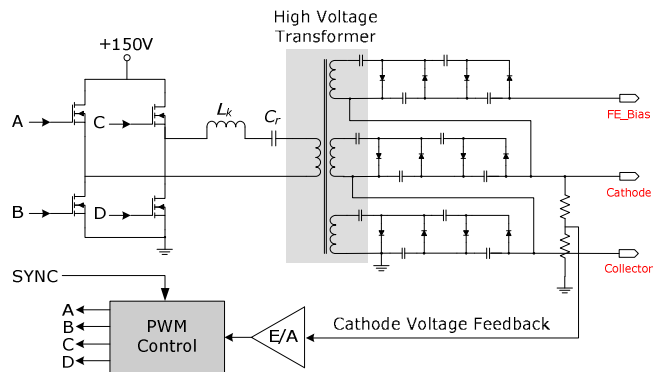 High Voltage
Transformer
+150V
A
C
Lk
Cr
FE_Bias
B
D
Cathode
Collector
SYNC
A
B
C
D
PWM
Control
E/A
Cathode Voltage Feedback